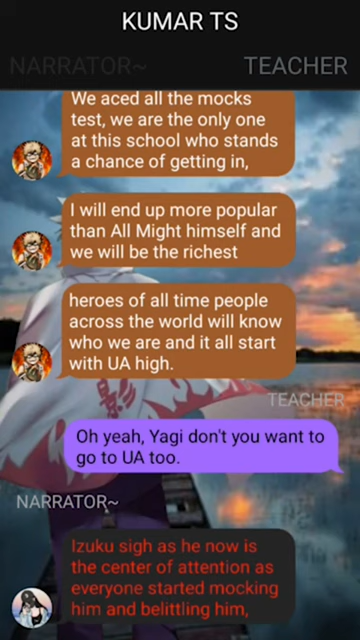 KUMAR TS
NARRATOR~
TEACHER
We aced all the mocks
test, we are the only one
at this school who stands
a chance of getting in,
I will end up more popular
than All Might himself and
we will be the richest
heroes of all time people
across the world will know
who we are and it all start
with UA high.
TEACHER
Oh yeah, Yagi don't you want to
go to UA too.
NARRATOR~
Izuku sigh as he now is
the center of attention as
everyone started mocking
him and belittling him,